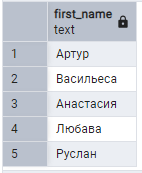 first_name
text
1 Артур
2 Васильеса
3 Анастасия
4 Любава
5 Руслан